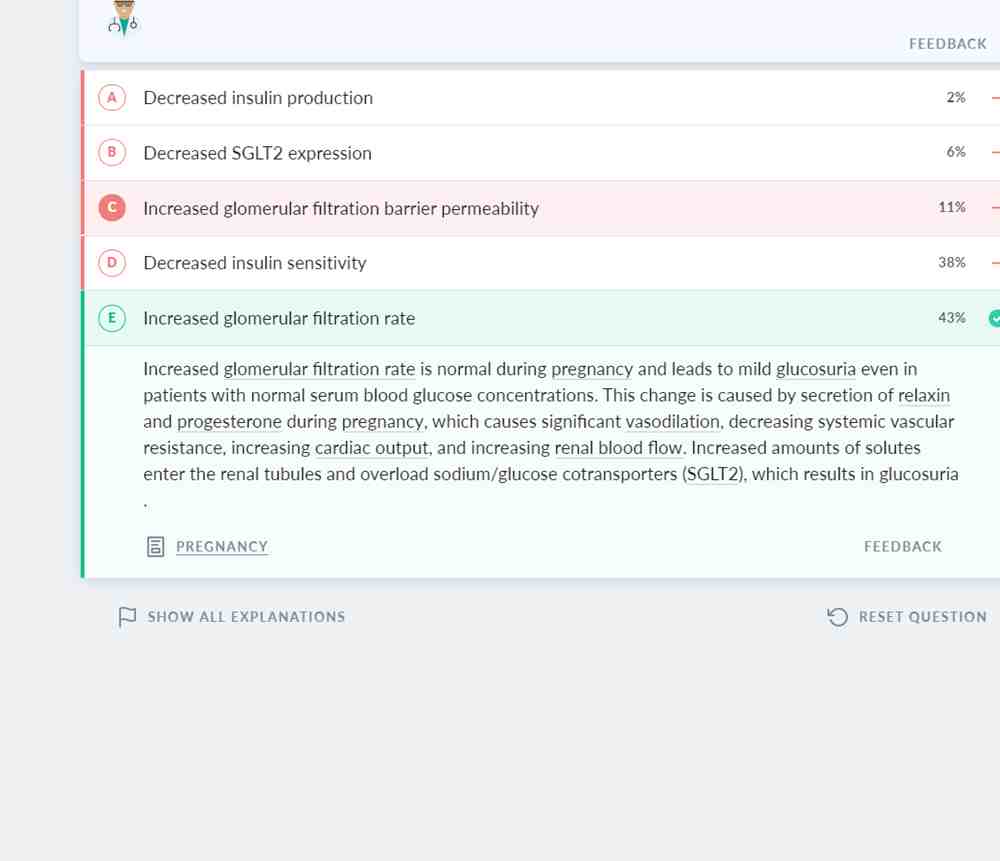 FEEDBACK
A Decreased insulin production 2%
B Decreased SGLT2 expression 6%
C Increased glomerular filtration barrier permeability 11%
D Decreased insulin sensitivity 38%
E Increased glomerular filtration rate 43%
Increased glomerular filtration rate is normal during pregnancy and leads to mild glucosuria even in
patients with normal serum blood glucose concentrations. This change is caused by secretion of relaxin
and progesterone during pregnancy, which causes significant vasodilation, decreasing systemic vascular
resistance, increasing cardiac output, and increasing renal blood flow. Increased amounts of solutes
enter the renal tubules and overload sodium/glucose cotransporters (SGLT2), which results in glucosuria
.
PREGNANCY FEEDBACK
SHOW ALL EXPLANATIONS RESET QUESTION